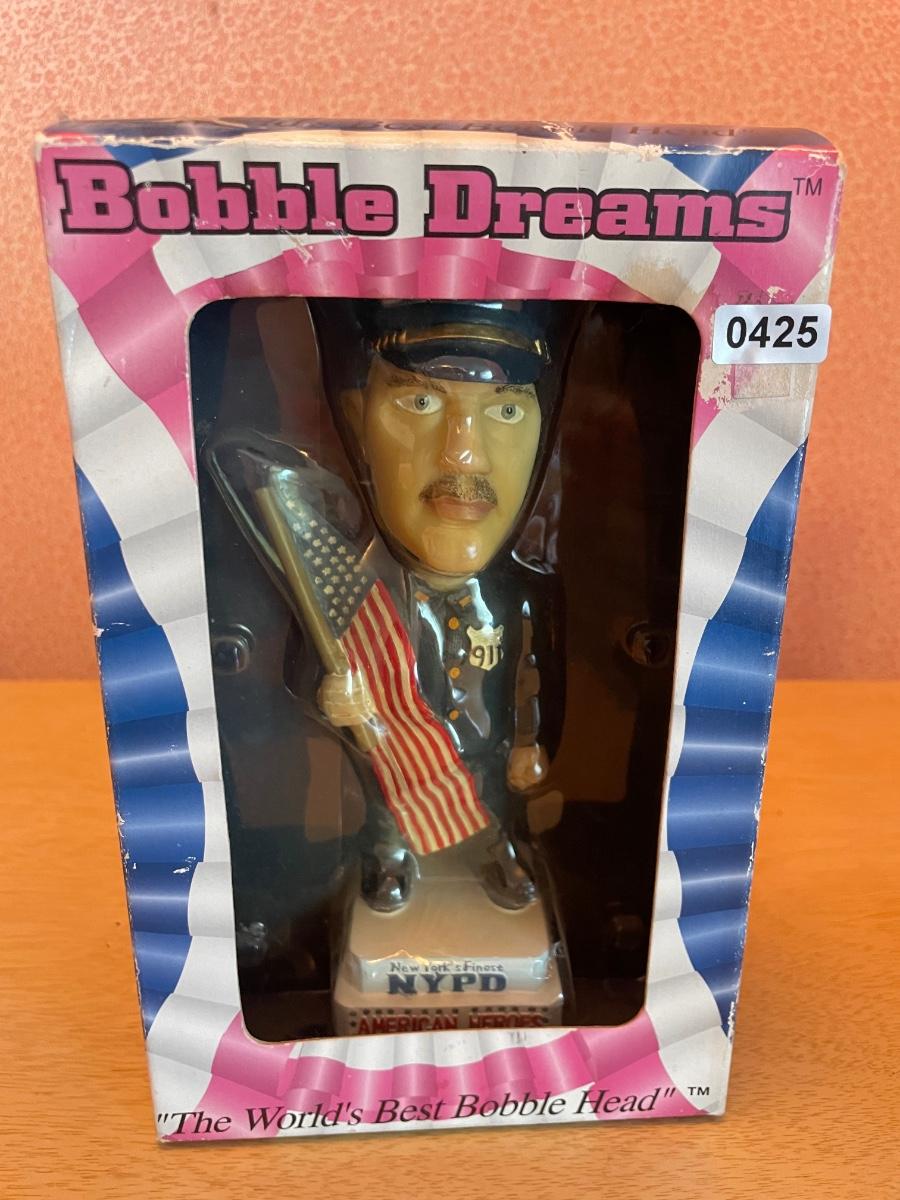 Bobble Dreams™
0425
911
New York's Finest
NYPD
AMERICAN HEROES
"The World's Best Bobble Head"™